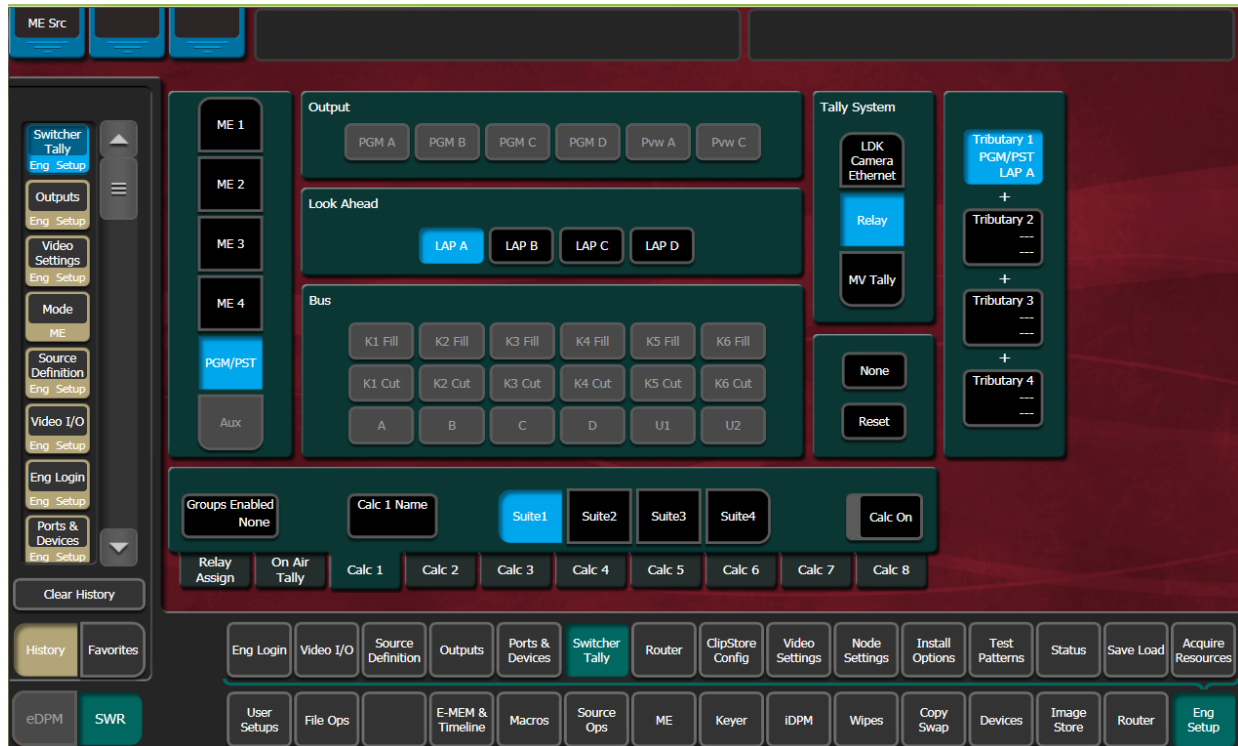 ME Src
Switcher
Tally
Eng Setup
Outputs
Eng Setup
Video
Settings
Eng Setup
Mode
ME
Source
Definition
Eng Setup
Video I/O
Eng Setup
Eng Login
Eng Setup
Ports &
Devices
Eng Setup
Clear History
History
Favorites
eDPM
SWR
ME 1
ME 2
ME 3
ME 4
PGM/PST
Aux
Output
PGM A
PGM B
PGM C
PGM D
Pvw A
Pvw C
Look Ahead
LAP A
LAP B
LAP C
LAP D
Bus
K1 Fill
K2 Fill
K3 Fill
K4 Fill
K5 Fill
K6 Fill
K1 Cut
K2 Cut
K3 Cut
K4 Cut
K5 Cut
K6 Cut
A
B
C
D
U1
U2
Tally System
LDK
Camera
Ethernet
Relay
MV Tally
None
Reset
Tributary 1
PGM/PST
LAP A
+
Tributary 2
---
---
+
Tributary 3
---
---
+
Tributary 4
---
---
Groups Enabled
None
Calc 1 Name
Suite1
Suite2
Suite3
Suite4
Calc On
Relay
Assign
On Air
Tally
Calc 1
Calc 2
Calc 3
Calc 4
Calc 5
Calc 6
Calc 7
Calc 8
Eng Login
Video I/O
Source
Definition
Outputs
Ports &
Devices
Switcher
Tally
Router
ClipStore
Config
Video
Settings
Node
Settings
Install
Options
Test
Patterns
Status
Save Load
Acquire
Resources
User
Setups
File Ops
E-MEM &
Timeline
Macros
Source
Ops
ME
Keyer
iDPM
Wipes
Copy
Swap
Devices
Image
Store
Router
Eng
Setup